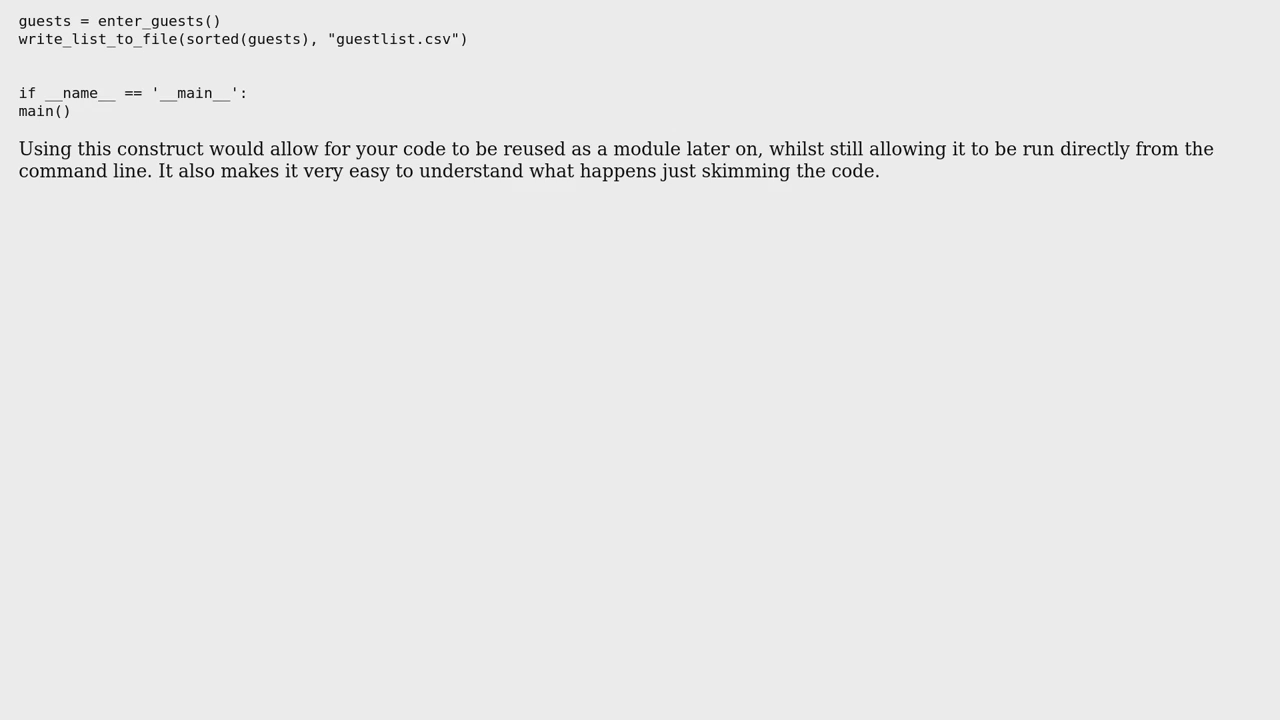 guests = enter_guests()
write_list_to_file(sorted(guests), "guestlist.csv")
if __name__ == '__main__':
main()
Using this construct would allow for your code to be reused as a module later on, whilst still allowing it to be run directly from the
command line. It also makes it very easy to understand what happens just skimming the code.